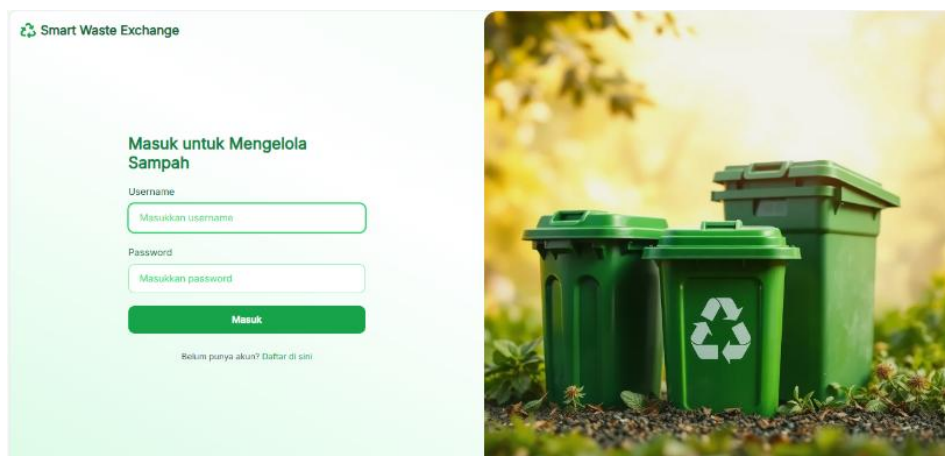 Smart Waste Exchange
Masuk untuk Mengelola
Sampah
Username
Masukkan username
Password
Masukkan password
Masuk
Belum punya akun? Daftar di sini